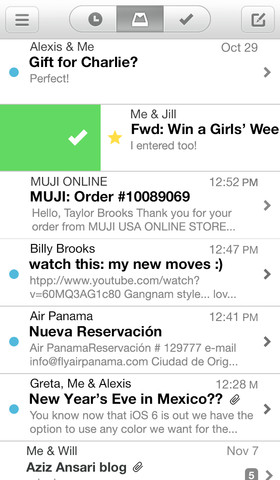 Alexis & Me Oct 29
Gift for Charlie?
Perfect!
Me & Jill
Fwd: Win a Girls' Wee
I entered too!
MUJI ONLINE 12:52 PM
MUJI: Order #10089069
Hello, Taylor Brooks Thank you for your
order from MUJI USA ONLINE STORE...
Billy Brooks 12:47 PM
watch this: my new moves :)
htpp://www.youtube.com/watch?
v=60MQ3AG1c80 Gangnam style... lov...
Air Panama 12:41 PM
Nueva Reservación
Air PanamaReservación # 129777 e-mail
info@flyairpanama.com Ciudad de Orig...
Greta, Me & Alexis 12:28 M
New Year's Eve in Mexico??
You know now that iOS 6 is out we have the
option to use any color we want for the...
Me & Will Nov 7
Aziz Ansari blog 5